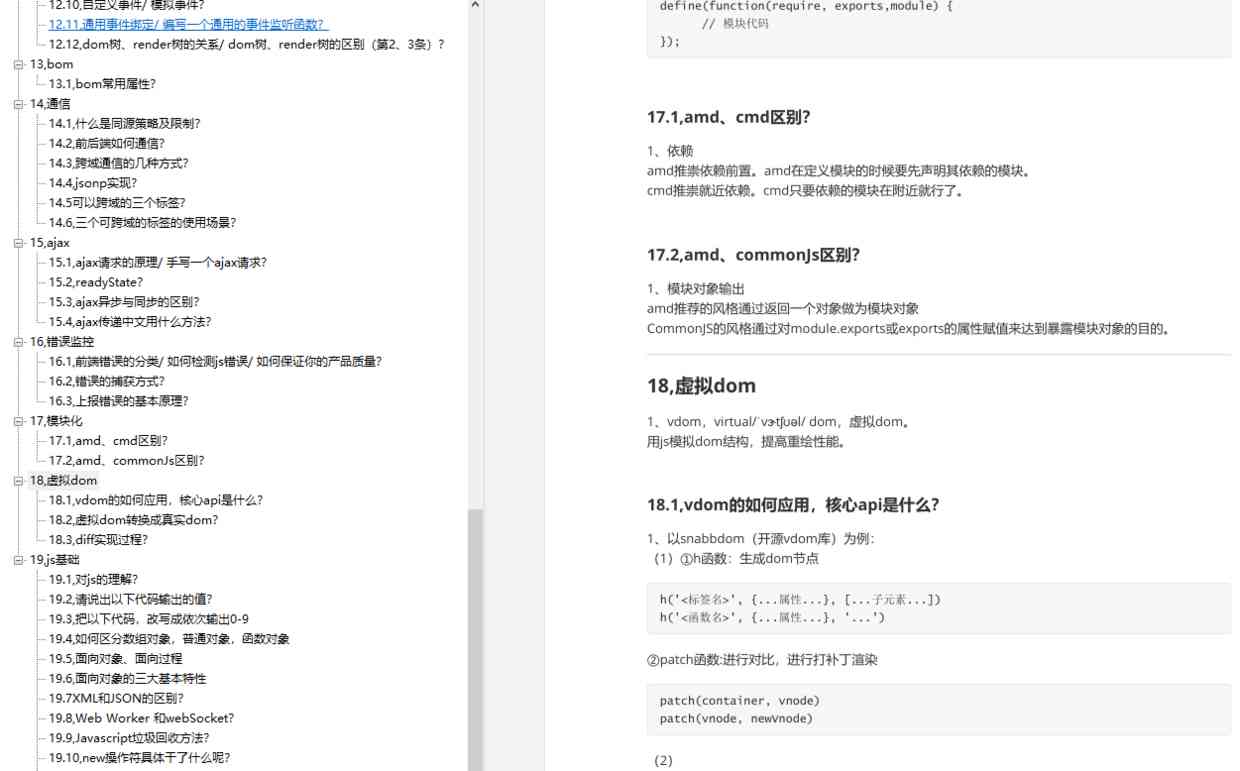 12.10,自定义事件/ 模拟事件?
12.11,通用事件绑定/ 编写一个通用的事件监听函数?
12.12,dom树、render树的关系/ dom树、render树的区别（第2、3条）?
13,bom
13.1,bom常用属性?
14,通信
14.1,什么是同源策略及限制?
14.2,前后端如何通信?
14.3,跨域通信的几种方式?
14.4,jsonp实现?
14.5可以跨域的三个标签?
14.6,三个可跨域的标签的使用场景?
15,ajax
15.1,ajax请求的原理/ 手写一个ajax请求?
15.2,readyState?
15.3,ajax异步与同步的区别?
15.4,ajax传递中文用什么方法?
16,错误监控
16.1,前端错误的分类/ 如何检测js错误/ 如何保证你的产品质量?
16.2,错误的捕获方式?
16.3,上报错误的基本原理?
17,模块化
17.1,amd、cmd区别?
17.2,amd、commonJs区别?
18,虚拟dom
18.1,vdom的如何应用，核心api是什么?
18.2,虚拟dom转换成真实dom?
18.3,diff实现过程?
19,js基础
19.1,对js的理解?
19.2,请说出以下代码输出的值?
19.3,把以下代码，改写成依次输出0-9
19.4,如何区分数组对象，普通对象，函数对象
19.5,面向对象、面向过程
19.6,面向对象的三大基本特性
19.7XML和JSON的区别?
19.8,Web Worker 和webSocket?
19.9,Javascript垃圾回收方法?
19.10,new操作符具体干了什么呢?
define(function(require, exports,module) {
// 模块代码
});
17.1,amd、cmd区别?
1、依赖
amd推崇依赖前置。amd在定义模块的时候要先声明其依赖的模块。
cmd推崇就近依赖。cmd只要依赖的模块在附近就行了。
17.2,amd、commonJs区别?
1、模块对象输出
amd推荐的风格通过返回一个对象做为模块对象
CommonJS的风格通过对module.exports或exports的属性赋值来达到暴露模块对象的目的。
18,虚拟dom
1、vdom，virtual/ˈvɝtʃuəl/ dom，虚拟dom。
用js模拟dom结构，提高重绘性能。
18.1,vdom的如何应用，核心api是什么?
1、以snabbdom（开源vdom库）为例：
（1）①h函数：生成dom节点
h('<标签名>', {...属性...}, [...子元素...])
h('<函数名>', {...属性...}, '...')
②patch函数:进行对比，进行打补丁渲染
patch(container, vnode)
patch(vnode, newVnode)
（2）